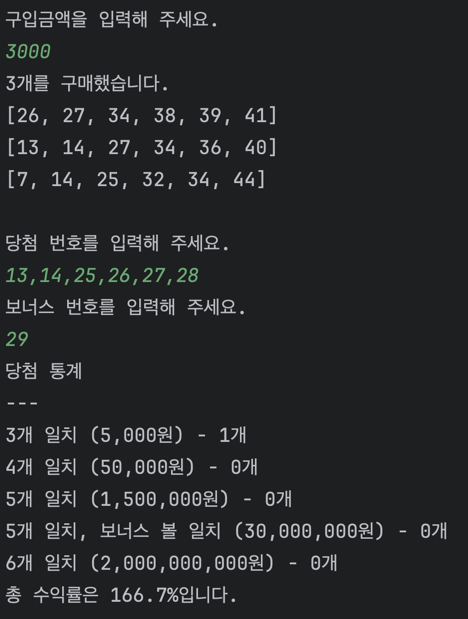 구입금액을 입력해 주세요.
3000
3개를 구매했습니다.
[26, 27, 34, 38, 39, 41]
[13, 14, 27, 34, 36, 40]
[7, 14, 25, 32, 34, 44]
당첨 번호를 입력해 주세요.
13,14,25,26,27,28
보너스 번호를 입력해 주세요.
29
당첨 통계
---
3개 일치 (5,000원) - 1개
4개 일치 (50,000원) - 0개
5개 일치 (1,500,000원) - 0개
5개 일치, 보너스 볼 일치 (30,000,000원) - 0개
6개 일치 (2,000,000,000원) - 0개
총 수익률은 166.7%입니다.